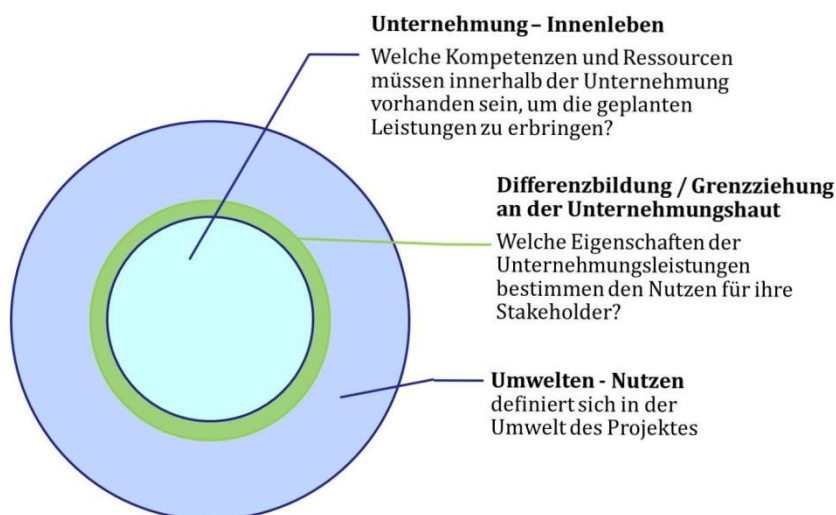 Unternehmung – Innenleben
Welche Kompetenzen und Ressourcen
müssen innerhalb der Unternehmung
vorhanden sein, um die geplanten
Leistungen zu erbringen?
Differenzbildung / Grenzziehung
an der Unternehmungshaut
Welche Eigenschaften der
Unternehmungsleistungen
bestimmen den Nutzen für ihre
Stakeholder?
Umwelten - Nutzen
definiert sich in der
Umwelt des Projektes